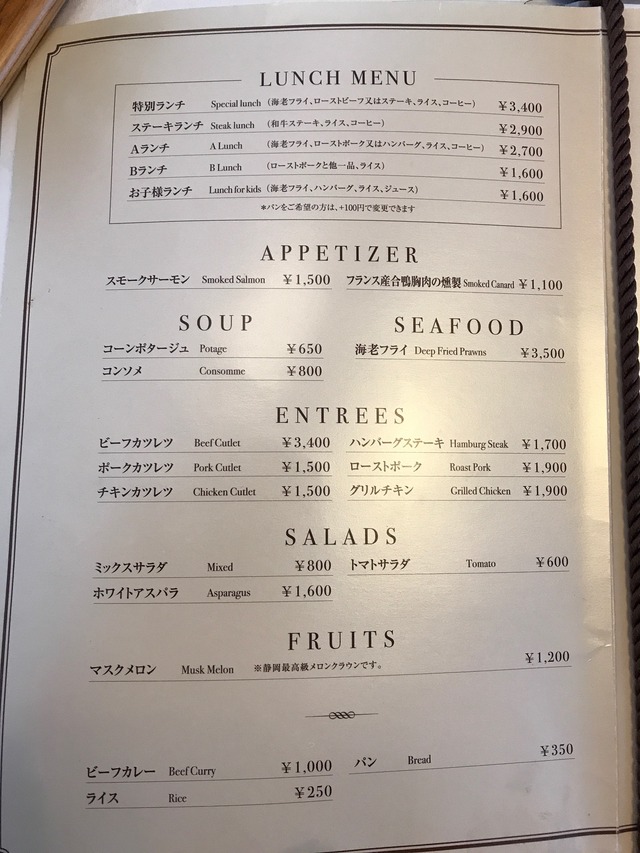 LUNCH MENU
特別ランチ Special lunch （海老フライ、ローストビーフ又はステーキ、ライス、コーヒー） ￥3,400
ステーキランチ Steak lunch （和牛ステーキ、ライス、コーヒー） ￥2,900
Aランチ A Lunch （海老フライ、ローストポーク又はハンバーグ、ライス、コーヒー） ￥2,700
Bランチ B Lunch （ローストポークと他一品、ライス） ￥1,600
お子様ランチ Lunch for kids （海老フライ、ハンバーグ、ライス、ジュース） ￥1,600
＊パンをご希望の方は、+100円で変更できます
APPETIZER
スモークサーモン Smoked Salmon ￥1,500 フランス産合鴨胸肉の燻製 Smoked Canard ￥1,100
SOUP
コーンポタージュ Potage ￥650
コンソメ Consomme ￥800
SEAFOOD
海老フライ Deep Fried Prawns ￥3,500
ENTREES
ビーフカツレツ Beef Cutlet ￥3,400 ハンバーグステーキ Hamburg Steak ￥1,700
ポークカツレツ Pork Cutlet ￥1,500 ローストポーク Roast Pork ￥1,900
チキンカツレツ Chicken Cutlet ￥1,500 グリルチキン Grilled Chicken ￥1,900
SALADS
ミックスサラダ Mixed ￥800 トマトサラダ Tomato ￥600
ホワイトアスパラ Asparagus ￥1,600
FRUITS
マスクメロン Musk Melon ※静岡最高級メロンクラウンです。 ￥1,200
ビーフカレー Beef Curry ￥1,000 パン Bread ￥350
ライス Rice ￥250